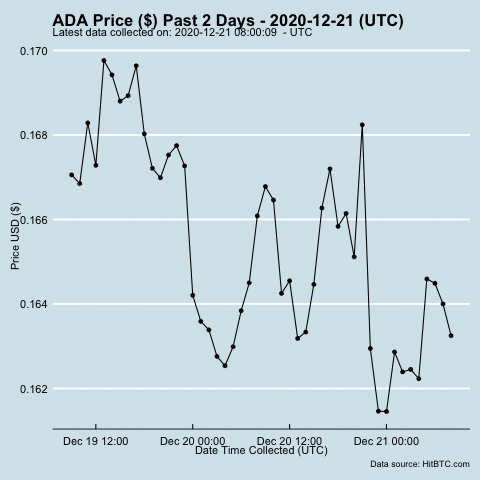 ADA Price ($) Past 2 Days - 2020-12-21 (UTC)
Latest data collected on: 2020-12-21 08:00:09  - UTC
0.170
0.168
0.166
0.164
0.162
Price USD ($)
Dec 19 12:00 Dec 20 00:00 Dec 20 12:00 Dec 21 00:00
Date Time Collected (UTC)
Data source: HitBTC.com